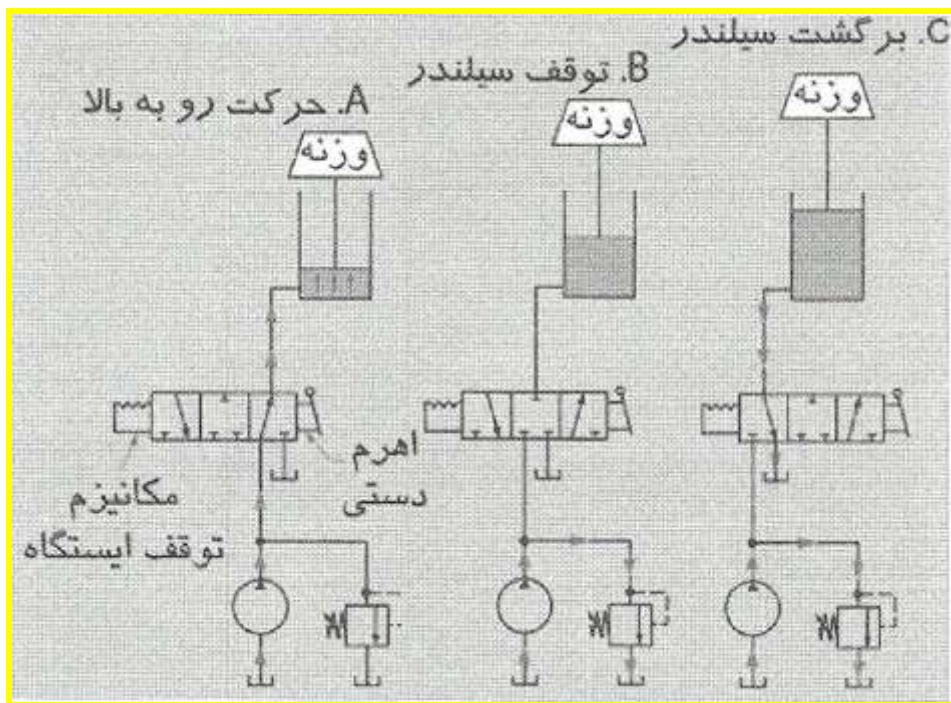 A. حرکت رو به بالا
وزنه
اهرم
دستی
مکانیزم
توقف ایستگاه
B. توقف سیلندر
وزنه
C. برگشت سیلندر
وزنه